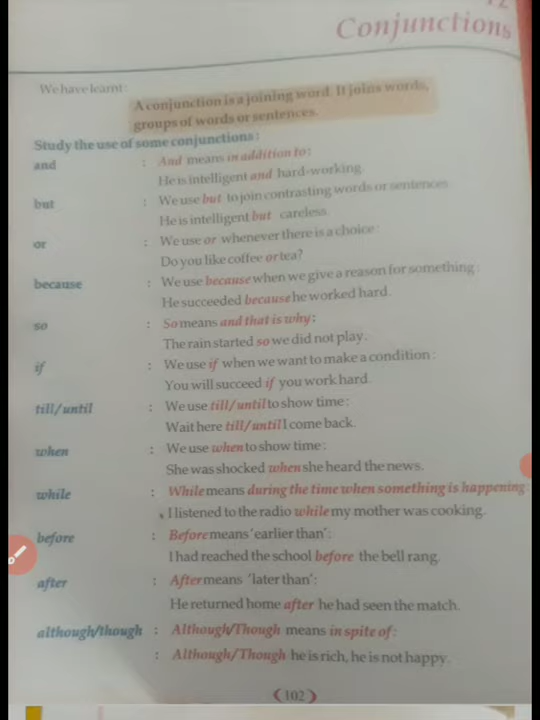 12
Conjunctions
We have learnt :
A conjunction is a joining word. It joins words,
groups of words or sentences.
Study the use of some conjunctions :
and : And means in addition to :
He is intelligent and hard-working.
but : We use but to join contrasting words or sentences
He is intelligent but careless.
or : We use or whenever there is a choice :
Do you like coffee or tea?
because : We use because when we give a reason for something :
He succeeded because he worked hard.
so : So means and that is why :
The rain started so we did not play.
if : We use if when we want to make a condition :
You will succeed if you work hard.
till/until : We use till/until to show time :
Wait here till/until I come back.
when : We use when to show time :
She was shocked when she heard the news.
while : While means during the time when something is happening :
I listened to the radio while my mother was cooking.
before : Before means 'earlier than' :
I had reached the school before the bell rang.
after : After means 'later than' :
He returned home after he had seen the match.
although/though : Although/Though means in spite of :
: Although/Though he is rich, he is not happy.
(102)